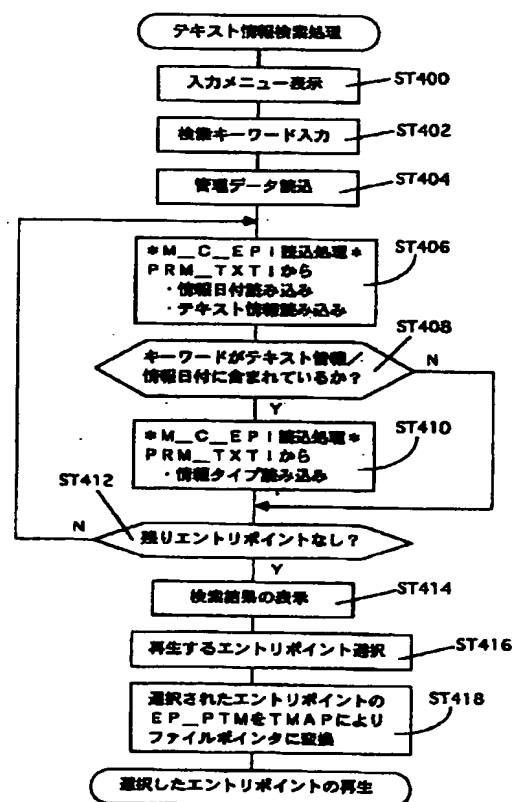 テキスト情報検索処理
入力メニュー表示
ST400
検索キーワード入力
ST402
管理データ読込
ST404
*M__C__EPI読込処理*
PRM__TXTIから
・情報日付読み込み
・テキスト情報読み込み
ST406
キーワードがテキスト情報/
情報日付に含まれているか?
ST408
N
Y
*M__C__EPI読込処理*
PRM__TXTIから
・情報タイプ読み込み
ST410
ST412
N
残りエントリポイントなし?
Y
検索結果の表示
ST414
再生するエントリポイント選択
ST416
選択されたエントリポイントの
EP__PTMをTMAPにより
ファイルポインタに変換
ST418
選択したエントリポイントの再生